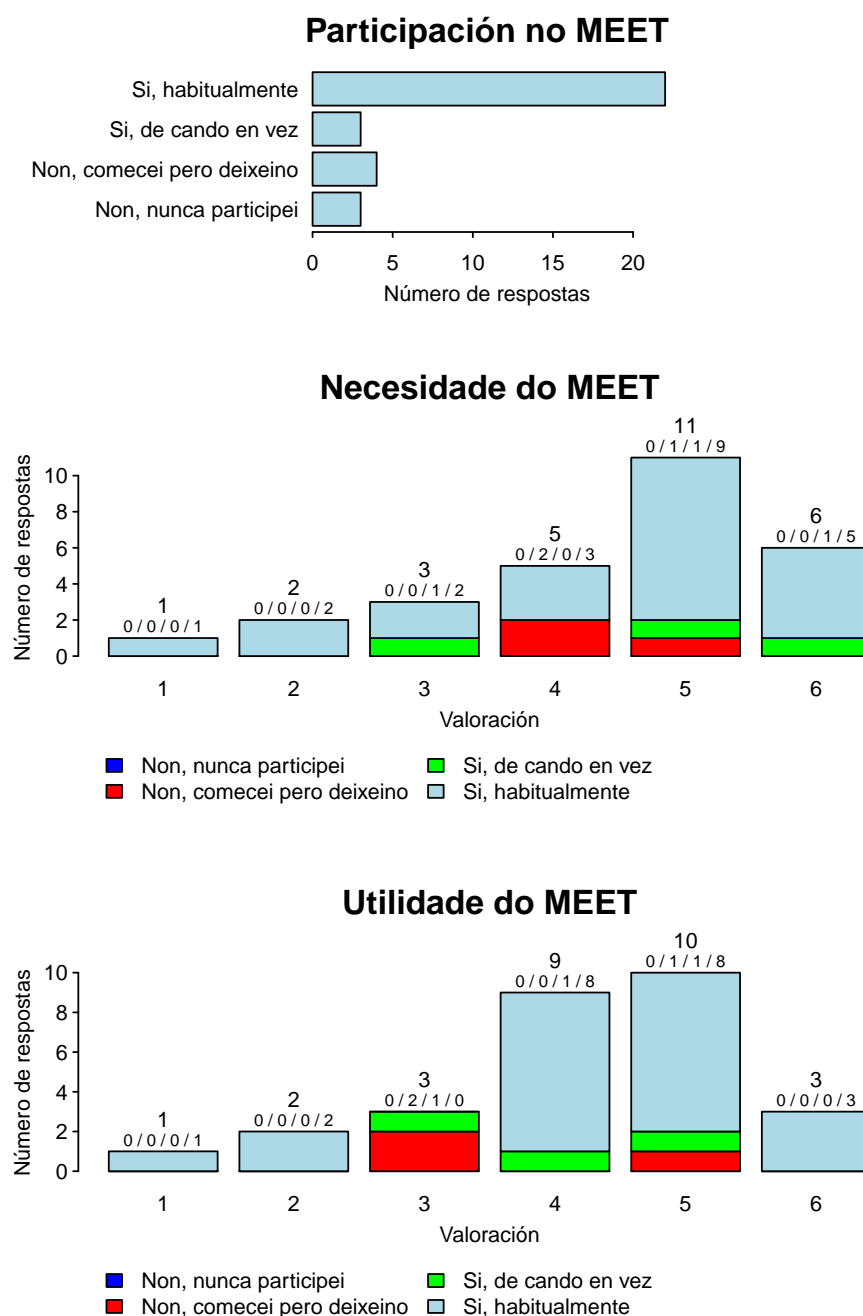 Participación no MEET
Si, habitualmente
Si, de cando en vez
Non, comecei pero deixeino
Non, nunca participei
0 5 10 15 20
Número de respostas
Necesidade do MEET
Número de respostas
10
8
6
4
2
0
1
0 / 0 / 0 / 1
2
0 / 0 / 0 / 2
3
0 / 0 / 1 / 2
5
0 / 2 / 0 / 3
11
0 / 1 / 1 / 9
6
0 / 0 / 1 / 5
1 2 3 4 5 6
Valoración
Non, nunca participei
Non, comecei pero deixeino
Si, de cando en vez
Si, habitualmente
Utilidade do MEET
Número de respostas
10
8
6
4
2
0
1
0 / 0 / 0 / 1
2
0 / 0 / 0 / 2
3
0 / 2 / 1 / 0
9
0 / 0 / 1 / 8
10
0 / 1 / 1 / 8
3
0 / 0 / 0 / 3
1 2 3 4 5 6
Valoración
Non, nunca participei
Non, comecei pero deixeino
Si, de cando en vez
Si, habitualmente